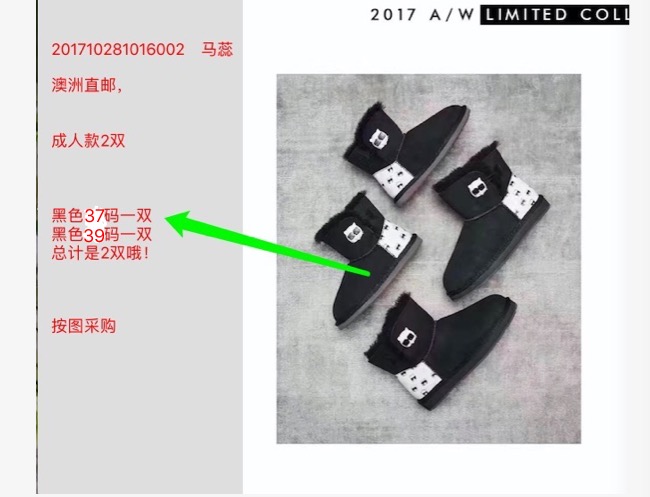 2017 A/W LIMITED COLL
201710281016002 马蕊
澳洲直邮，
成人款2双
黑色37码一双
黑色39码一双
总计是2双哦！
按图采购